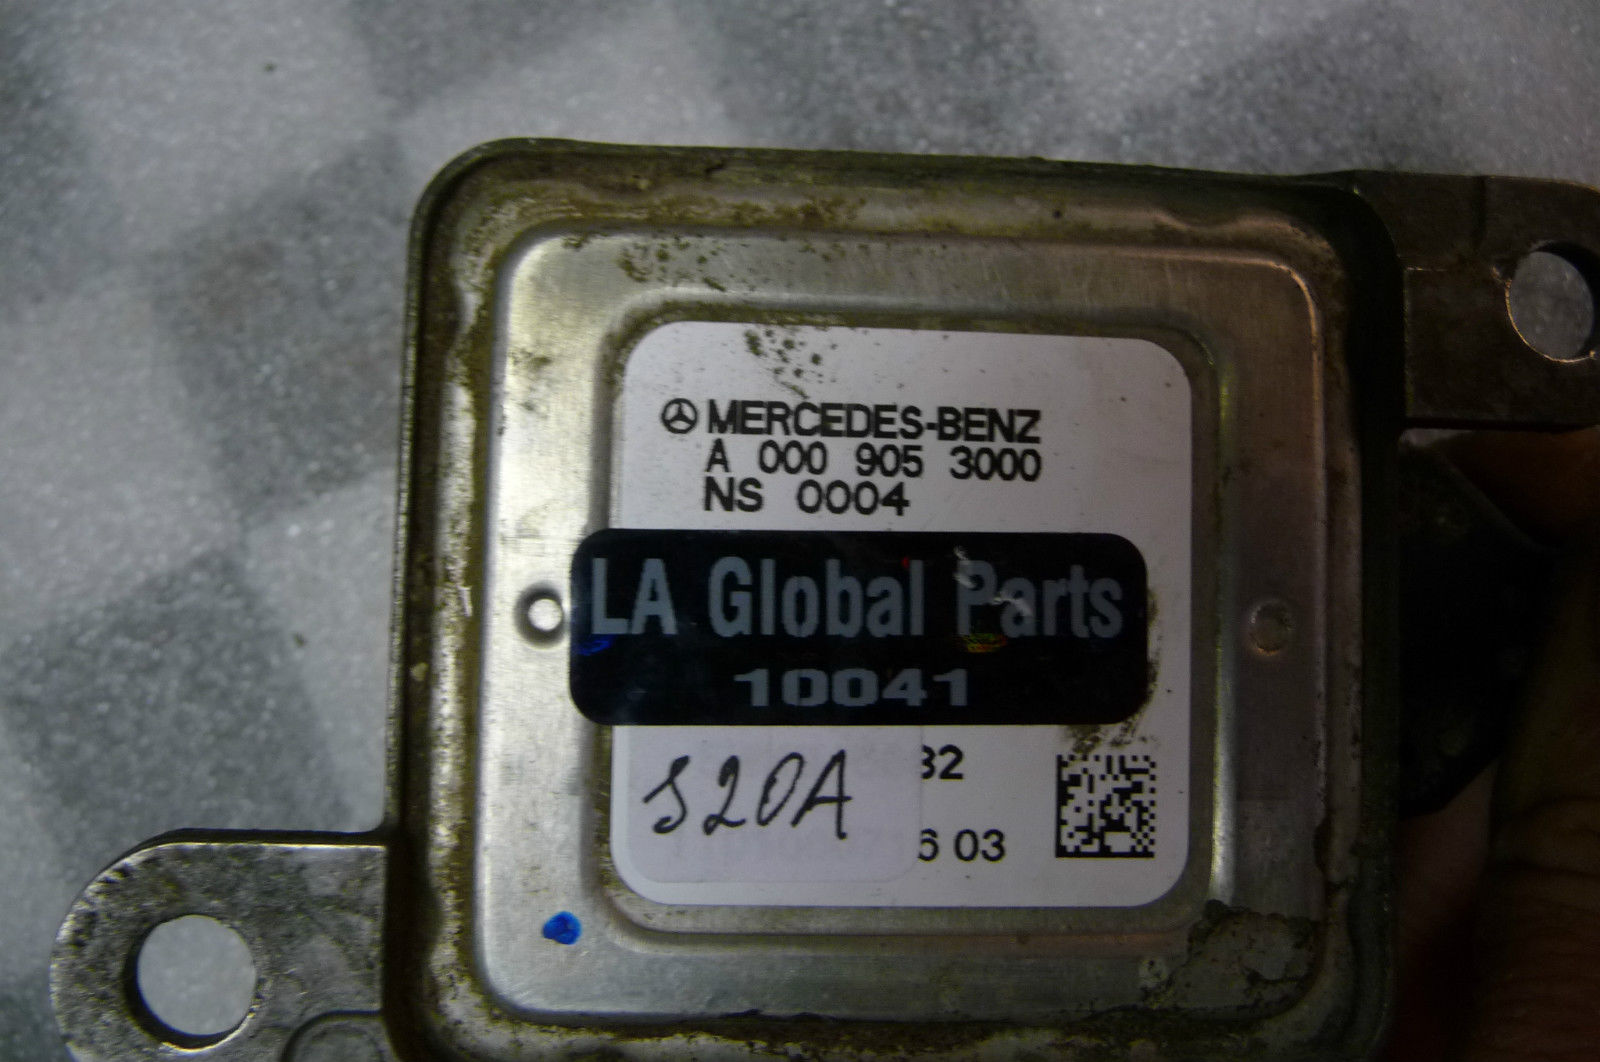 MERCEDES-BENZ
A 000 905 3000
NS 0004
LA Global Parts
10041
S20A
32
6 03